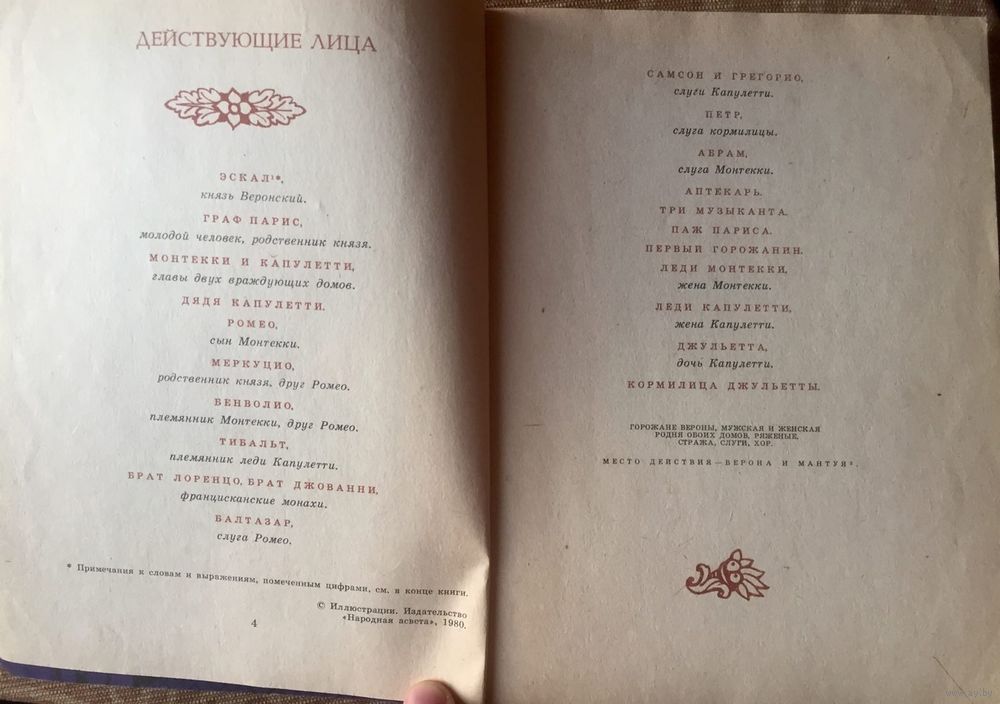 ДЕЙСТВУЮЩИЕ ЛИЦА
ЭСКАЛ¹*,
князь Веронский.
ГРАФ ПАРИС,
молодой человек, родственник князя.
МОНТЕККИ И КАПУЛЕТТИ,
главы двух враждующих домов.
ДЯДЯ КАПУЛЕТТИ.
РОМЕО,
сын Монтекки.
МЕРКУЦИО,
родственник князя, друг Ромео.
БЕНВОЛИО,
племянник Монтекки, друг Ромео.
ТИБАЛЬТ,
племянник леди Капулетти.
БРАТ ЛОРЕНЦО, БРАТ ДЖОВАННИ,
францисканские монахи.
БАЛТАЗАР,
слуга Ромео.
* Примечания к словам и выражениям, помеченным цифрами, см. в конце книги.
© Иллюстрации. Издательство
«Народная асвета», 1980.
4
САМСОН И ГРЕГОРИО,
слуги Капулетти.
ПЕТР,
слуга кормилицы.
АБРАМ,
слуга Монтекки.
АПТЕКАРЬ.
ТРИ МУЗЫКАНТА.
ПАЖ ПАРИСА.
ПЕРВЫЙ ГОРОЖАНИН.
ЛЕДИ МОНТЕККИ,
жена Монтекки.
ЛЕДИ КАПУЛЕТТИ,
жена Капулетти.
ДЖУЛЬЕТТА,
дочь Капулетти.
КОРМИЛИЦА ДЖУЛЬЕТТЫ.
ГОРОЖАНЕ ВЕРОНЫ, МУЖСКАЯ И ЖЕНСКАЯ
РОДНЯ ОБОИХ ДОМОВ, РЯЖЕНЫЕ,
СТРАЖА, СЛУГИ, ХОР.
МЕСТО ДЕЙСТВИЯ — ВЕРОНА И МАНТУЯ².
www.ay.by